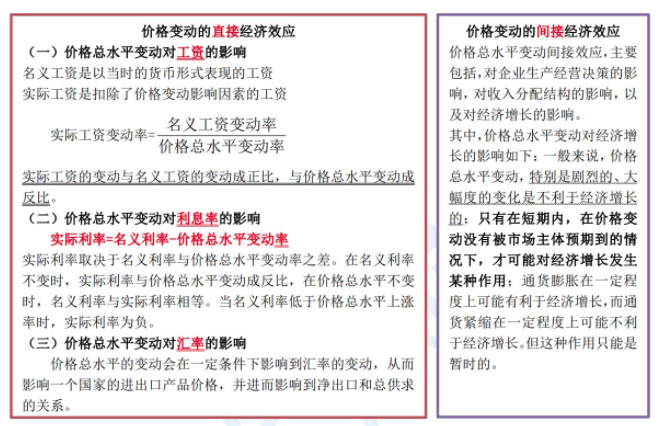 价格变动的直接经济效应
（一）价格总水平变动对工资的影响
名义工资是以当时的货币形式表现的工资
实际工资是扣除了价格变动影响因素的工资
实际工资变动率=名义工资变动率/价格总水平变动率
实际工资的变动与名义工资的变动成正比，与价格总水平变动成
反比。
（二）价格总水平变动对利息率的影响
实际利率=名义利率−价格总水平变动率
实际利率取决于名义利率与价格总水平变动率之差。在名义利率
不变时，实际利率与价格总水平变动成反比，在价格水平不变
时，名义利率与实际利率相等。当名义利率低于价格总水平上涨
率时，实际利率为负。
（三）价格总水平变动对汇率的影响
价格总水平的变动会在一定条件下影响到汇率的变动，从而
影响一个国家的进出口产品价格，并进而影响到净出口和总供求
的关系。
价格变动的间接经济效应
价格总水平变动间接效应，主要
包括，对企业生产经营决策的影
响，对收入分配结构的影响，以
及对经济增长的影响。
其中，价格总水平变动对经济增
长的影响如下：一般来说，价格
总水平变动，特别是剧烈的、大
幅度的变化是不利于经济增长
的；只有在短期内，在价格变
动没有被市场主体预期到的情
况下，才可能对经济增长发生
某种作用：通货膨胀在一定程
度上可能有利于经济增长，而通
货紧缩在一定程度上可能不利
于经济增长。但这种作用只能是
暂时的。